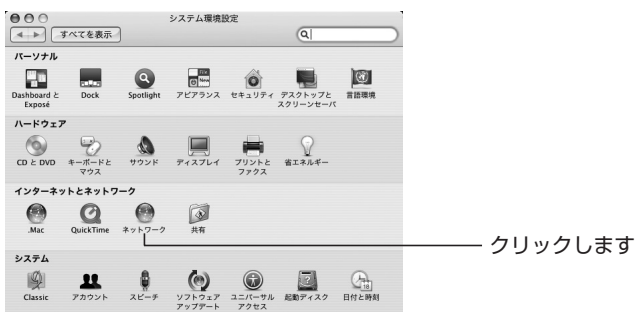 システム環境設定
すべてを表示
パーソナル
Dashboard と
Exposé
Dock
Spotlight
アピアランス
セキュリティ
デスクトップと
スクリーンセーバ
言語環境
ハードウェア
CD と DVD
キーボードと
マウス
サウンド
ディスプレイ
プリントと
ファクス
省エネルギー
インターネットとネットワーク
.Mac
QuickTime
ネットワーク
共有
クリックします
システム
Classic
アカウント
スピーチ
ソフトウェア
アップデート
ユニバーサル
アクセス
起動ディスク
日付と時刻